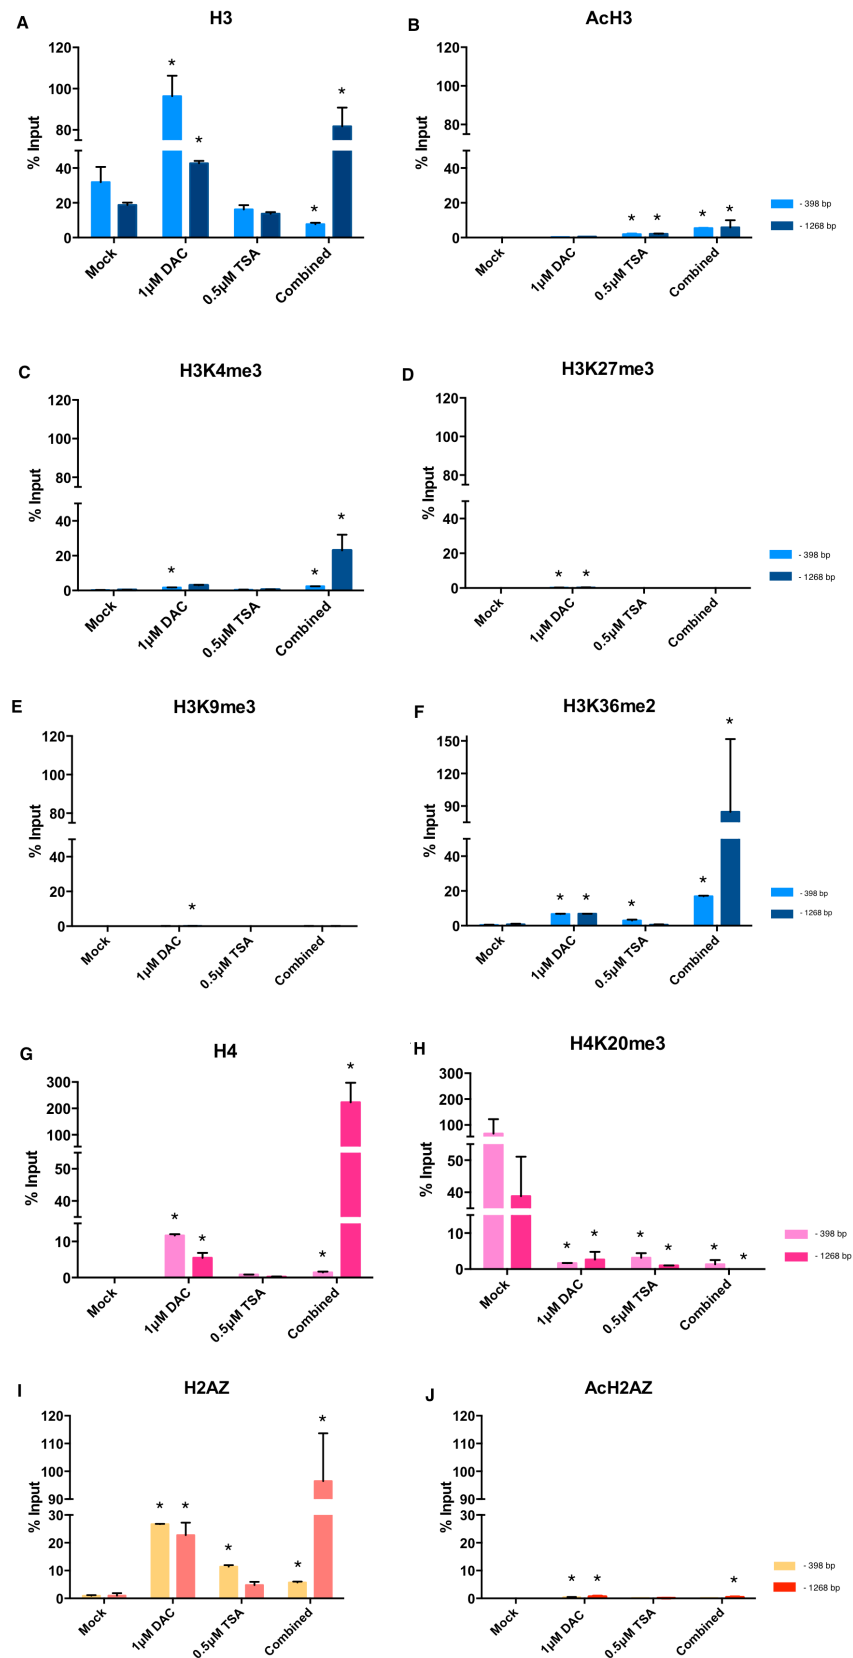 A
H3
120
100
80
40
20
0
% Input
*
*
*
*
Mock
1µM DAC
0.5µM TSA
Combined
B
AcH3
120
100
80
40
20
0
% Input
* * * *
Mock
1µM DAC
0.5µM TSA
Combined
- 398 bp
- 1268 bp
C
H3K4me3
120
100
80
40
20
0
% Input
*
*
*
Mock
1µM DAC
0.5µM TSA
Combined
D
H3K27me3
120
100
80
40
20
0
% Input
* *
Mock
1µM DAC
0.5µM TSA
Combined
- 398 bp
- 1268 bp
E
H3K9me3
120
100
80
40
20
0
% Input
*
Mock
1µM DAC
0.5µM TSA
Combined
F
H3K36me2
150
120
90
40
20
0
% Input
* * * * *
Mock
1µM DAC
0.5µM TSA
Combined
- 398 bp
- 1268 bp
G
H4
300
200
100
50
40
10
0
% Input
* * * *
Mock
1µM DAC
0.5µM TSA
Combined
H
H4K20me3
300
200
100
50
40
10
0
% Input
* * * * * *
Mock
1µM DAC
0.5µM TSA
Combined
- 398 bp
- 1268 bp
I
H2AZ
120
110
100
90
30
20
10
0
% Input
* * * * *
Mock
1µM DAC
0.5µM TSA
Combined
J
AcH2AZ
120
110
100
90
30
20
10
0
% Input
* * *
Mock
1µM DAC
0.5µM TSA
Combined
- 398 bp
- 1268 bp